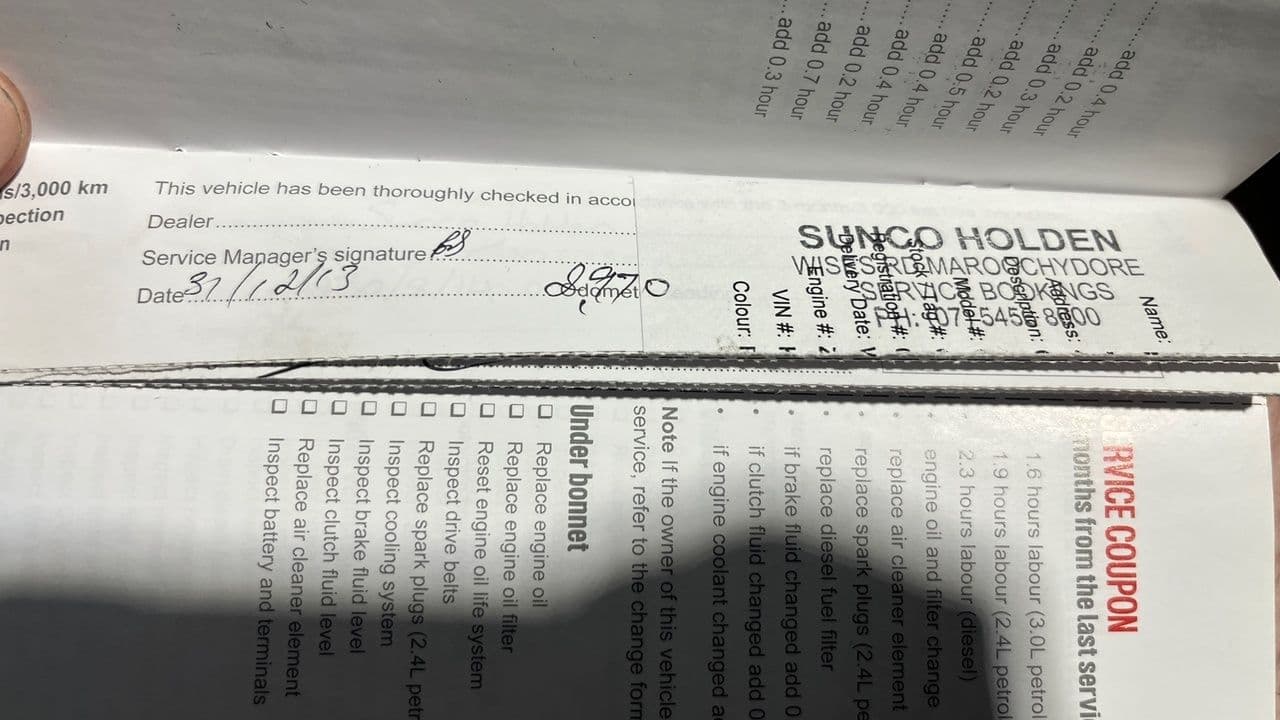 add 0.4 hour
add 0.2 hour
add 0.3 hour
add 0.2 hour
add 0.5 hour
add 0.4 hour
add 0.4 hour
add 0.2 hour
add 0.7 hour
add 0.3 hour
s/3,000 km
pection
n
This vehicle has been thoroughly checked in acco
Dealer
Service Manager's signature
Date 31/12/13
Odomet
8,970
SUNCO HOLDEN
MAROOCHYDORE
SERVICE BOOKINGS
PH: 07 545 8 00
Name:
Address:
Description:
Model #:
Stock / Tag #:
Registration #:
Delivery Date:
Engine #:
VIN #:
Colour:
RVICE COUPON
months from the last servi
1.6 hours labour (3.0L petrol
1.9 hours labour (2.4L petrol
2.3 hours labour (diesel)
engine oil and filter change
replace air cleaner element
replace spark plugs (2.4L pe
replace diesel fuel filter
if brake fluid changed add 0
if clutch fluid changed add 0
if engine coolant changed a
Note If the owner of this vehicle
service, refer to the change form
Under bonnet
Replace engine oil
Replace engine oil filter
Reset engine oil life system
Inspect drive belts
Replace spark plugs (2.4L petr
Inspect cooling system
Inspect brake fluid level
Inspect clutch fluid level
Replace air cleaner element
Inspect battery and terminals